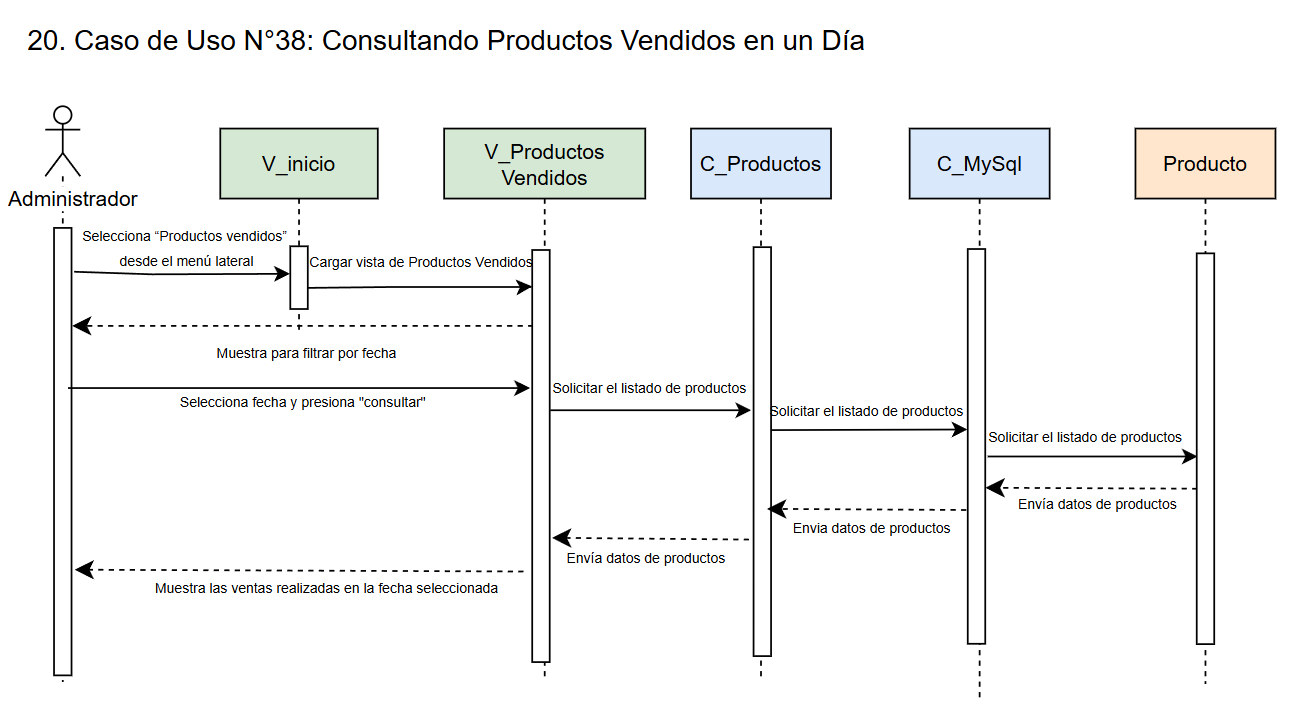 20. Caso de Uso N°38: Consultando Productos Vendidos en un Día
Administrador
V_inicio
V_Productos
Vendidos
C_Productos
C_MySql
Producto
Selecciona “Productos vendidos”
desde el menú lateral
Cargar vista de Productos Vendidos
Muestra para filtrar por fecha
Selecciona fecha y presiona "consultar"
Solicitar el listado de productos
Solicitar el listado de productos
Solicitar el listado de productos
Envía datos de productos
Envia datos de productos
Envía datos de productos
Muestra las ventas realizadas en la fecha seleccionada